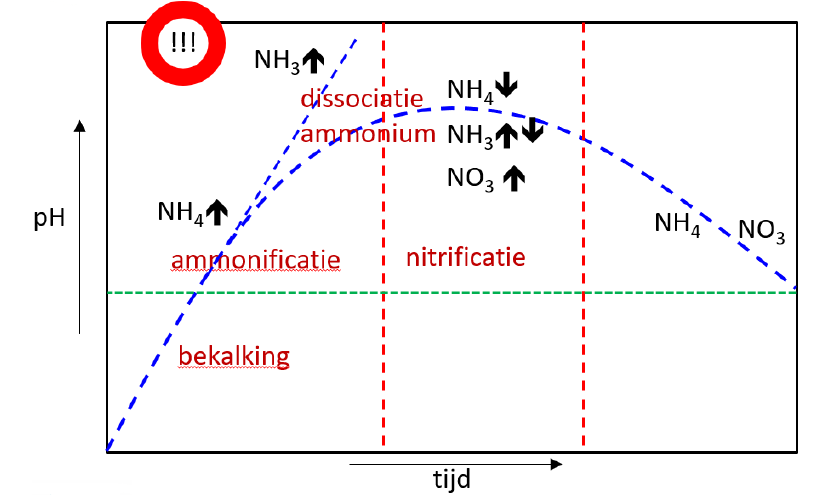 !!!
NH₃🡅
dissociatie
ammonium
NH₄🡇
NH₃🡅🡇
NO₃🡅
pH
NH₄🡅
NH₄
NO₃
ammonificatie
nitrificatie
bekalking
tijd